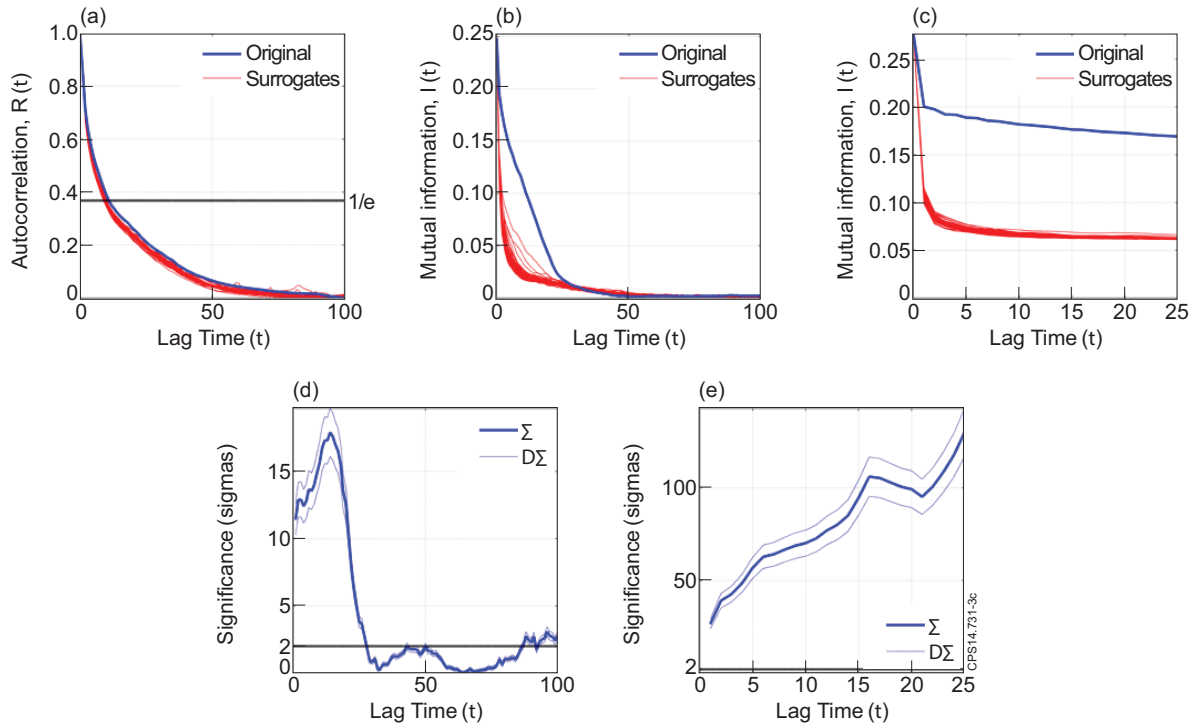 (a)
1.0
0.8
0.6
0.4
0.2
0
0
50
100
Autocorrelation, R (t)
Lag Time (t)
Original
Surrogates
1/e
(b)
0.25
0.20
0.15
0.10
0.05
0
0
50
100
Mutual information, I (t)
Lag Time (t)
Original
Surrogates
(c)
0.25
0.20
0.15
0.10
0.05
0
0
5
10
15
20
25
Mutual information, I (t)
Lag Time (t)
Original
Surrogates
(d)
15
10
5
2
0
0
50
100
Significance (sigmas)
Lag Time (t)
Σ
DΣ
(e)
100
50
2
0
5
10
15
20
25
Significance (sigmas)
Lag Time (t)
Σ
DΣ
CPS14.731-3c